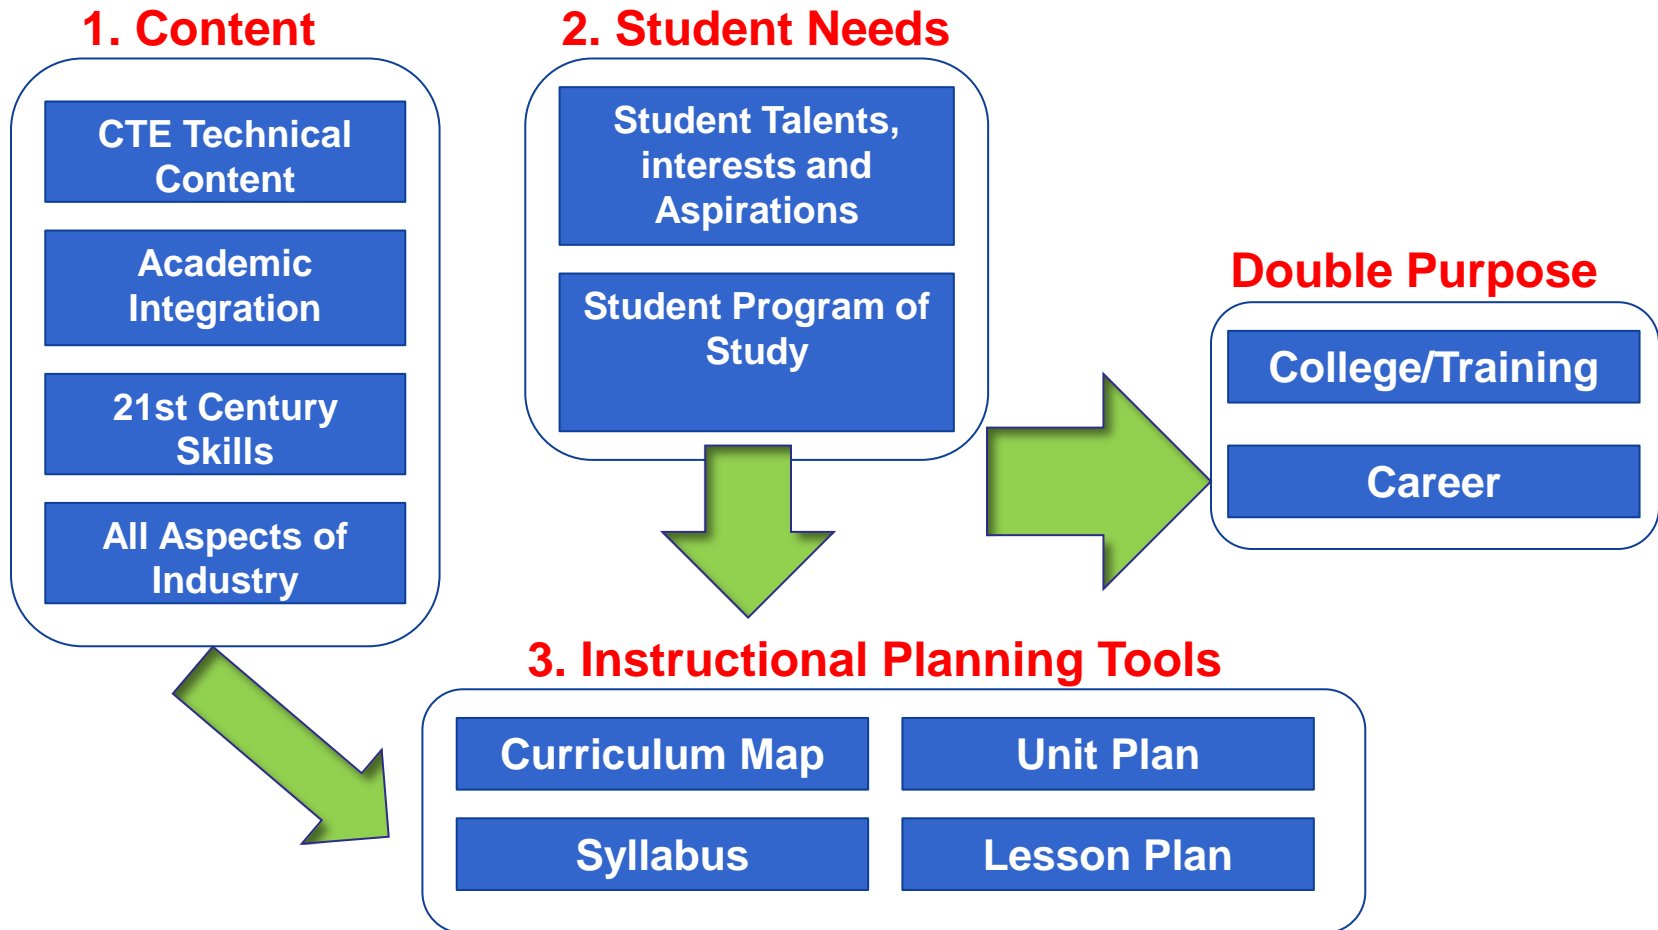 1. Content
CTE Technical
Content
Academic
Integration
21st Century
Skills
All Aspects of
Industry
2. Student Needs
Student Talents,
interests and
Aspirations
Student Program of
Study
Double Purpose
College/Training
Career
3. Instructional Planning Tools
Curriculum Map
Unit Plan
Syllabus
Lesson Plan